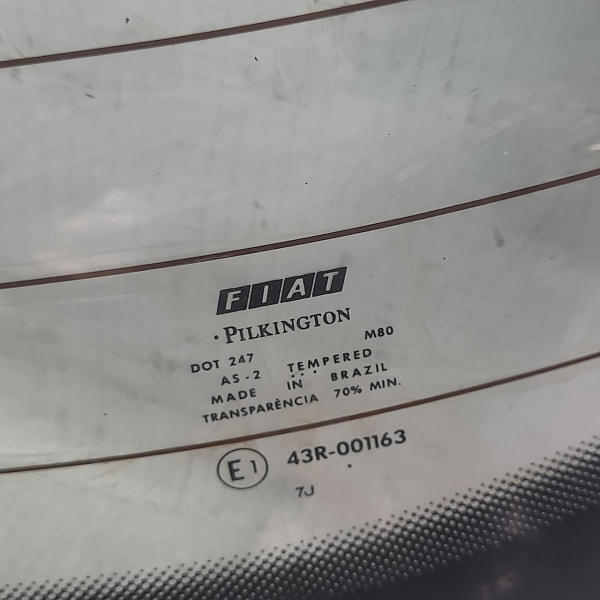 FIAT
PILKINGTON
DOT 247 M80
AS-2 TEMPERED
MADE IN BRAZIL
TRANSPARÊNCIA 70% MIN.
E1 43R-001163
7J